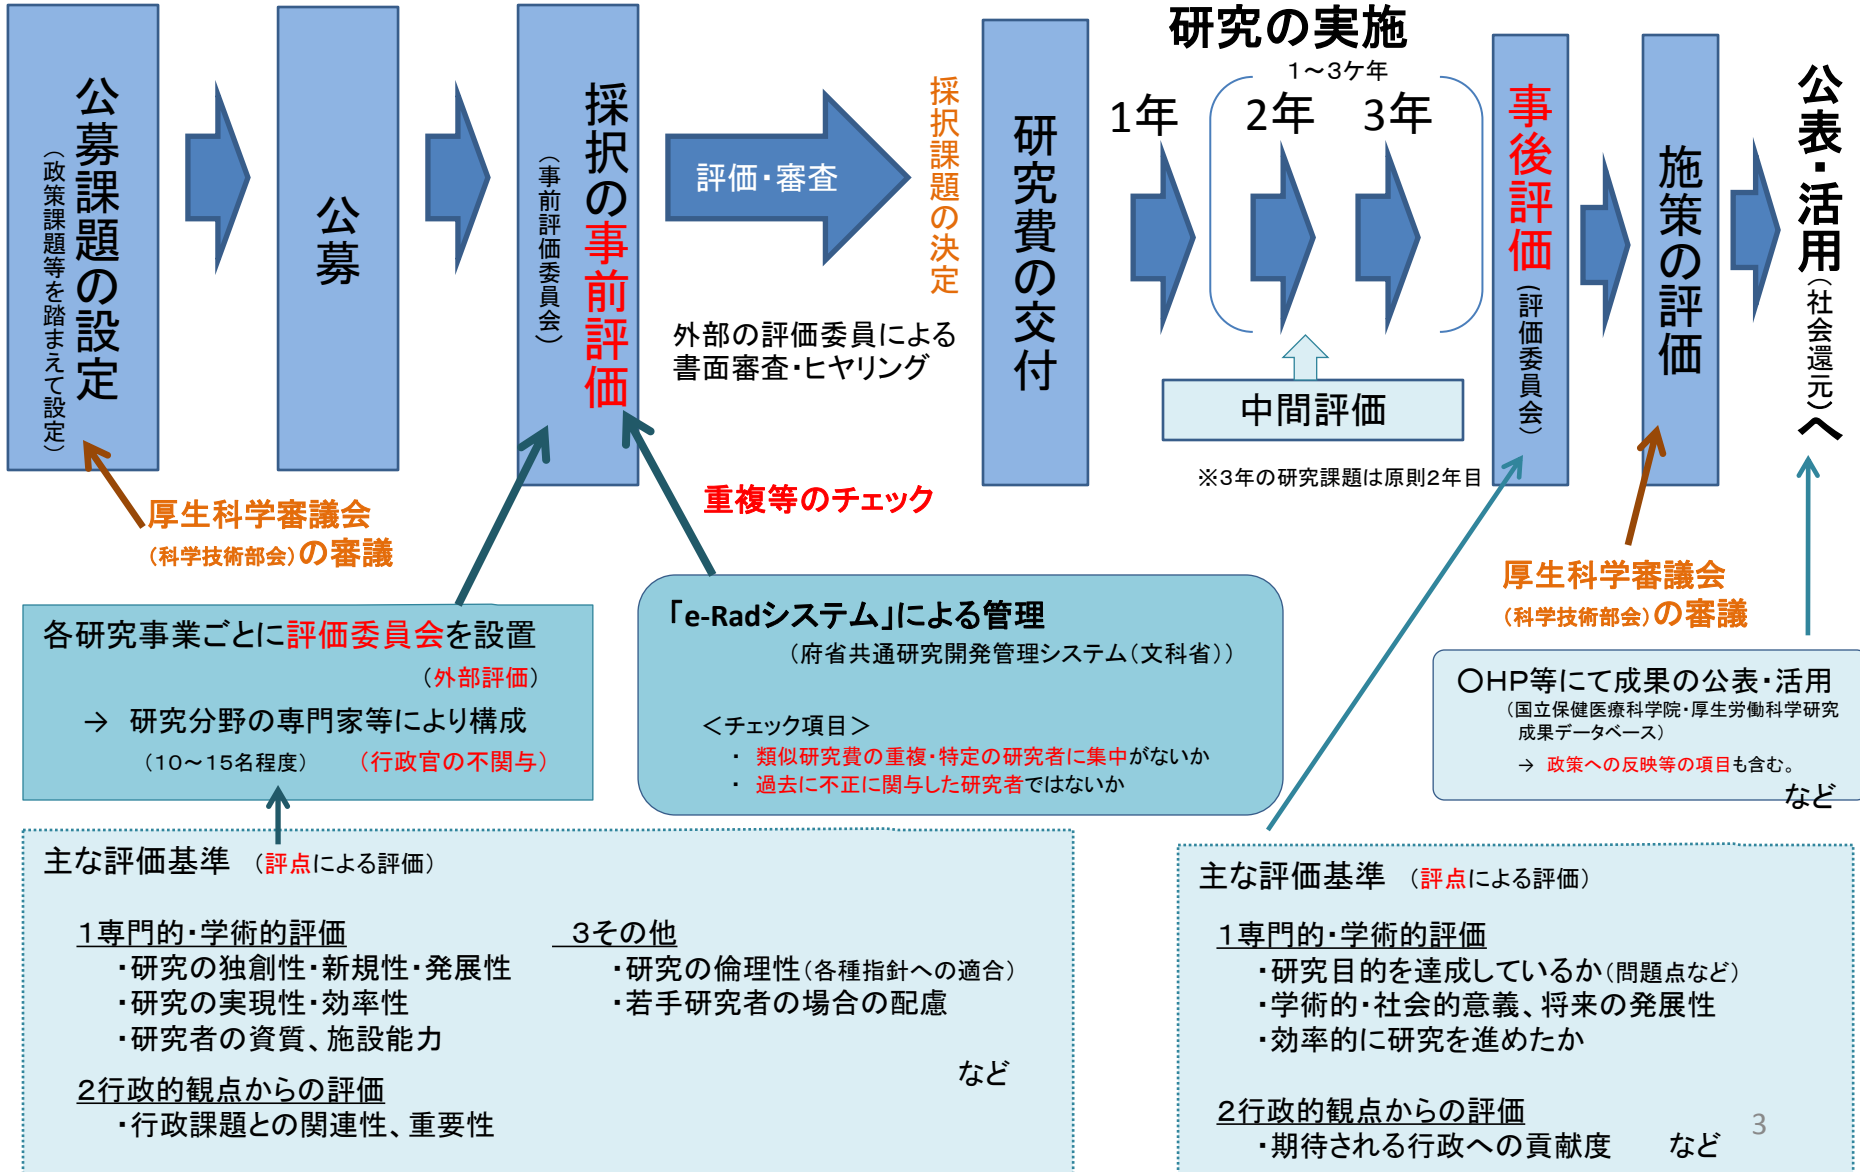 公募課題の設定
（政策課題等を踏まえて設定）
公募
採択の事前評価
（事前評価委員会）
評価・審査
採択課題の決定
外部の評価委員による
書面審査・ヒヤリング
研究費の交付
研究の実施
1～3ケ年
1年
2年
3年
中間評価
※3年の研究課題は原則2年目
事後評価（評価委員会）
施策の評価
公表・活用（社会還元）へ
厚生科学審議会
（科学技術部会）の審議
重複等のチェック
厚生科学審議会
（科学技術部会）の審議
各研究事業ごとに評価委員会を設置
（外部評価）
→ 研究分野の専門家等により構成
（10～15名程度） （行政官の不関与）
「e-Radシステム」による管理
（府省共通研究開発管理システム（文科省））
＜チェック項目＞
・ 類似研究費の重複・特定の研究者に集中がないか
・ 過去に不正に関与した研究者ではないか
○HP等にて成果の公表・活用
（国立保健医療科学院・厚生労働科学研究
成果データベース）
→ 政策への反映等の項目も含む。
など
主な評価基準 （評点による評価）
1専門的・学術的評価
・研究の独創性・新規性・発展性
・研究の実現性・効率性
・研究者の資質、施設能力
2行政的観点からの評価
・行政課題との関連性、重要性
3その他
・研究の倫理性（各種指針への適合）
・若手研究者の場合の配慮
など
主な評価基準 （評点による評価）
1専門的・学術的評価
・研究目的を達成しているか（問題点など）
・学術的・社会的意義、将来の発展性
・効率的に研究を進めたか
2行政的観点からの評価
・期待される行政への貢献度 など
3